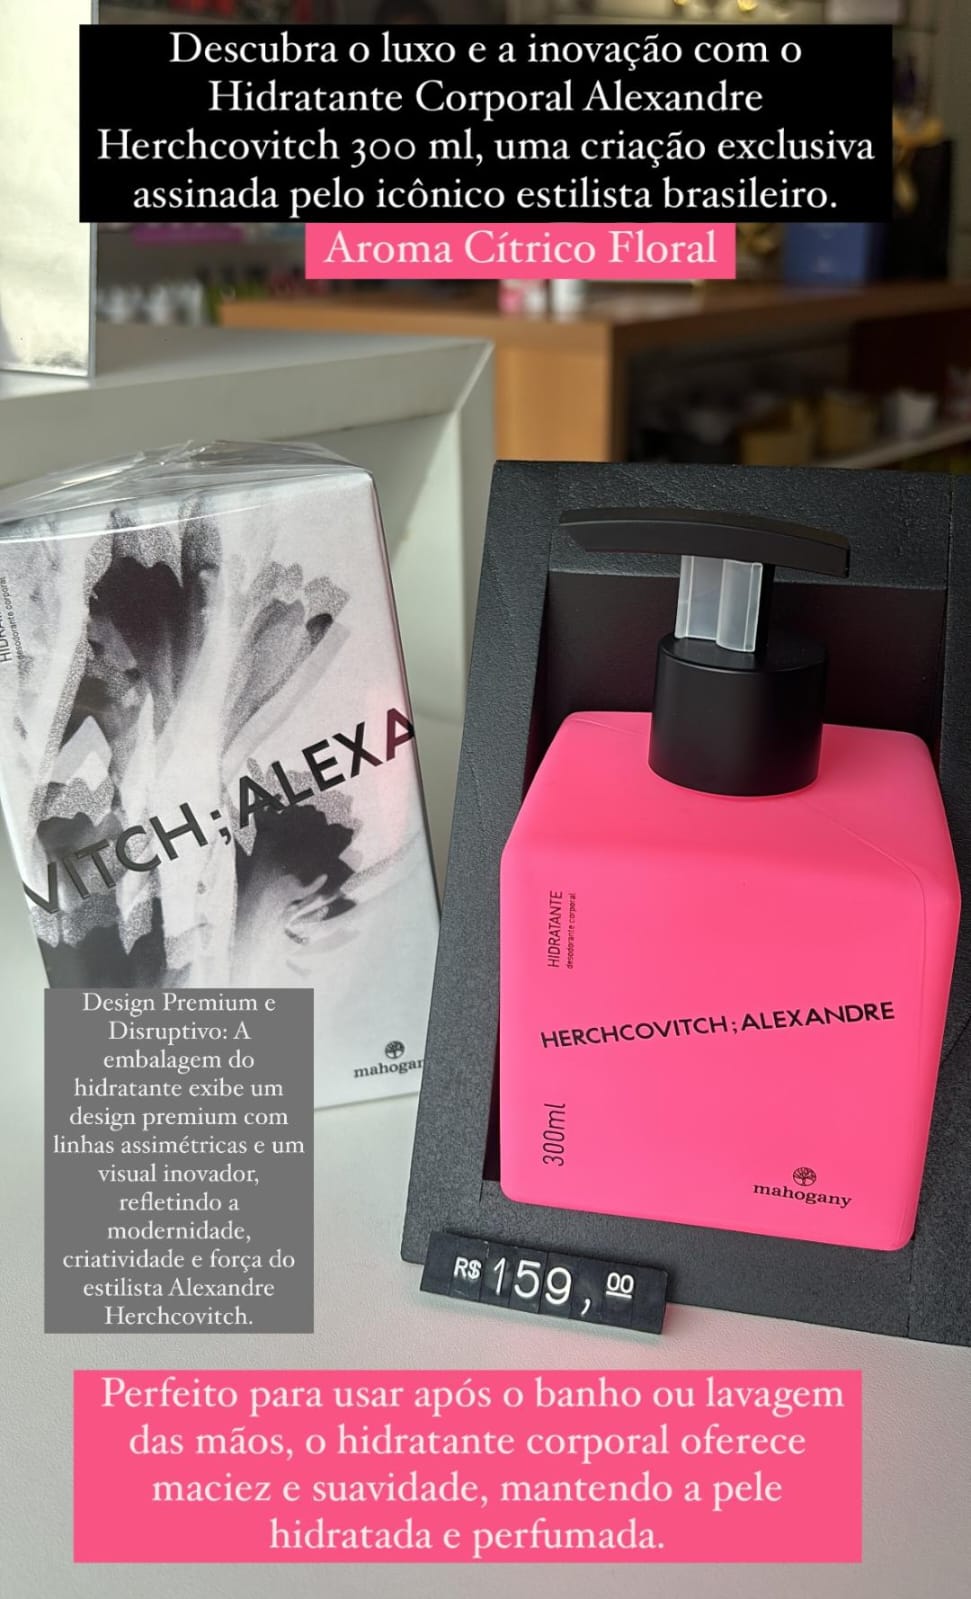 Descubra o luxo e a inovação com o
Hidratante Corporal Alexandre
Herchcovitch 300 ml, uma criação exclusiva
assinada pelo icônico estilista brasileiro.
Aroma Cítrico Floral
desodorante corporal
VITCH;ALEXA
mahogan
HIDRATANTE
desodorante corporal
HERCHCOVITCH;ALEXANDRE
300ml
mahogany
R$159,00
Design Premium e
Disruptivo: A
embalagem do
hidratante exibe um
design premium com
linhas assimétricas e um
visual inovador,
refletindo a
modernidade,
criatividade e força do
estilista Alexandre
Herchcovitch.
Perfeito para usar após o banho ou lavagem
das mãos, o hidratante corporal oferece
maciez e suavidade, mantendo a pele
hidratada e perfumada.